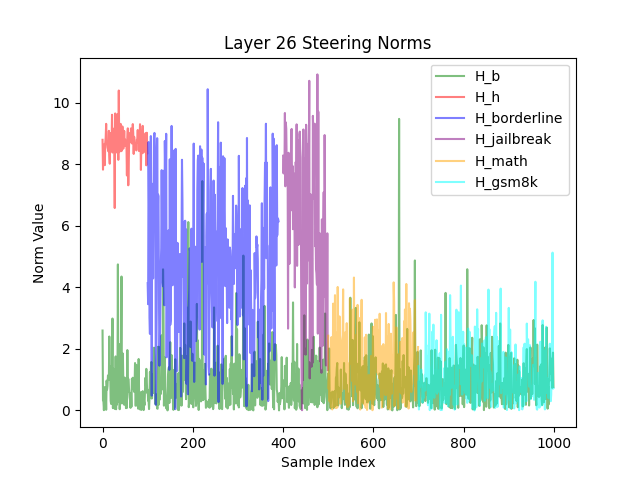 Layer 26 Steering Norms
H_b
H_h
H_borderline
H_jailbreak
H_math
H_gsm8k
Norm Value
10
8
6
4
2
0
0
200
400
600
800
1000
Sample Index